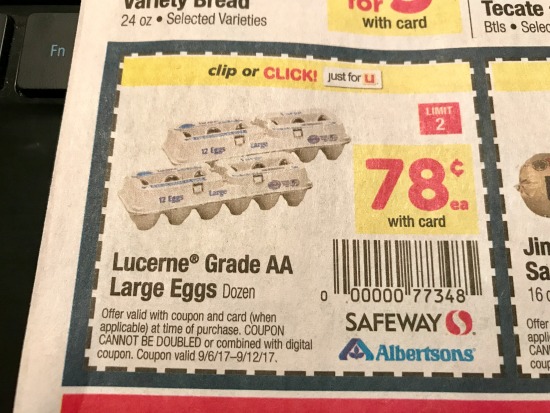 Fn
Variety Bread
24 oz • Selected Varieties
for
with card
Tecate
Btls • Selec
clip or CLICK! just for u
LIMIT
2
12 Eggs Large
12 Eggs Large
78¢
ea
with card
Lucerne® Grade AA
Large Eggs Dozen
Offer valid with coupon and card (when
applicable) at time of purchase. COUPON
CANNOT BE DOUBLED or combined with digital
coupon. Coupon valid 9/6/17–9/12/17.
0 00000 77348
SAFEWAY
Albertsons
Jim
Sa
16 o
Offer
appli
CANN
coup